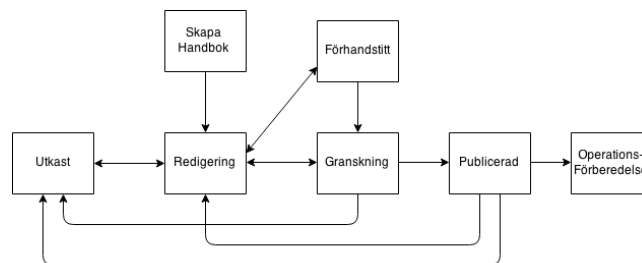 Skapa
Handbok
Förhandstitt
Utkast
Redigering
Granskning
Publicerad
Operations-
Förberedelse